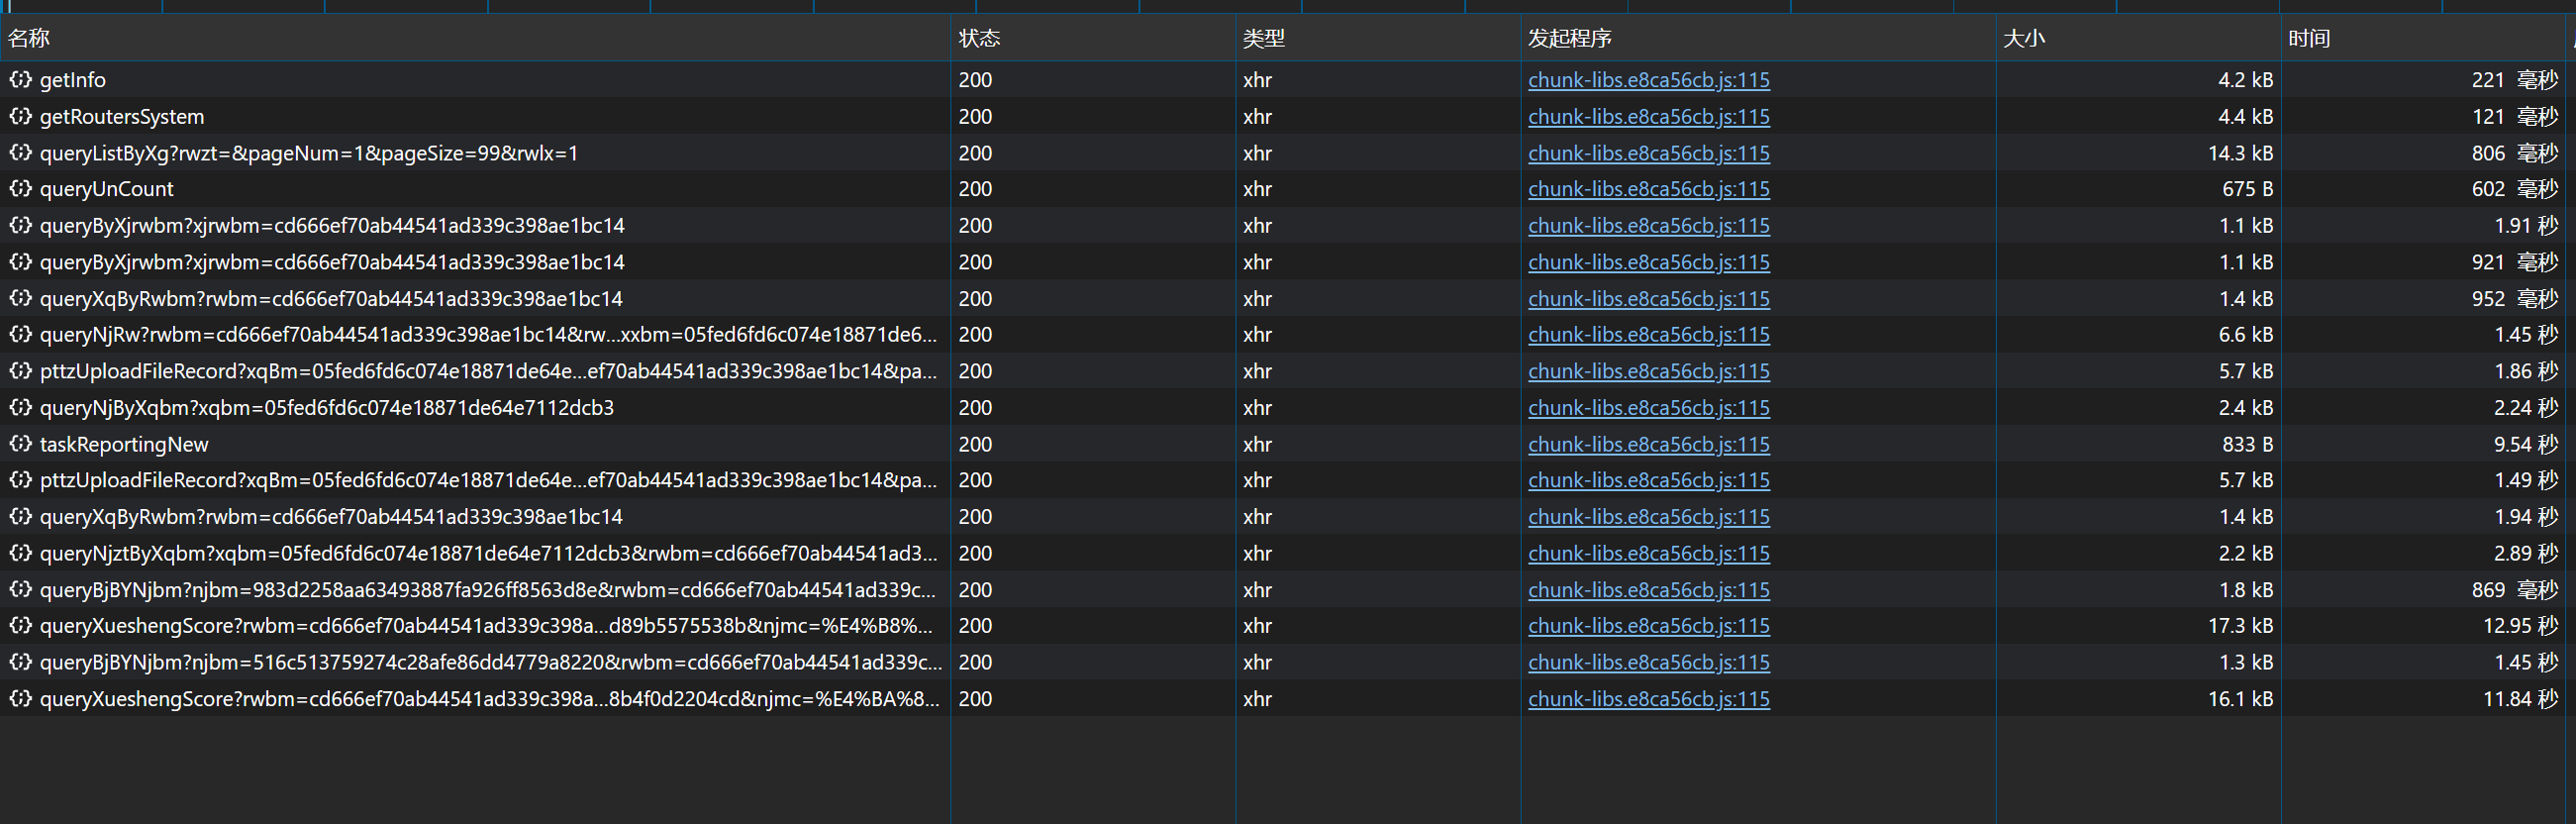 名称 状态 类型 发起程序 大小 时间
getInfo 200 xhr chunk-libs.e8ca56cb.js:115 4.2 kB 221 毫秒
getRoutersSystem 200 xhr chunk-libs.e8ca56cb.js:115 4.4 kB 121 毫秒
queryListByXg?rwzt=&pageNum=1&pageSize=99&rwlx=1 200 xhr chunk-libs.e8ca56cb.js:115 14.3 kB 806 毫秒
queryUnCount 200 xhr chunk-libs.e8ca56cb.js:115 675 B 602 毫秒
queryByXjrwbm?xjrwbm=cd666ef70ab44541ad339c398ae1bc14 200 xhr chunk-libs.e8ca56cb.js:115 1.1 kB 1.91 秒
queryByXjrwbm?xjrwbm=cd666ef70ab44541ad339c398ae1bc14 200 xhr chunk-libs.e8ca56cb.js:115 1.1 kB 921 毫秒
queryXqByRwbm?rwbm=cd666ef70ab44541ad339c398ae1bc14 200 xhr chunk-libs.e8ca56cb.js:115 1.4 kB 952 毫秒
queryNjRw?rwbm=cd666ef70ab44541ad339c398ae1bc14&rw...xxbm=05fed6fd6c074e18871de6... 200 xhr chunk-libs.e8ca56cb.js:115 6.6 kB 1.45 秒
pttzUploadFileRecord?xqBm=05fed6fd6c074e18871de64e...ef70ab44541ad339c398ae1bc14&pa... 200 xhr chunk-libs.e8ca56cb.js:115 5.7 kB 1.86 秒
queryNjByXqbm?xqbm=05fed6fd6c074e18871de64e7112dcb3 200 xhr chunk-libs.e8ca56cb.js:115 2.4 kB 2.24 秒
taskReportingNew 200 xhr chunk-libs.e8ca56cb.js:115 833 B 9.54 秒
pttzUploadFileRecord?xqBm=05fed6fd6c074e18871de64e...ef70ab44541ad339c398ae1bc14&pa... 200 xhr chunk-libs.e8ca56cb.js:115 5.7 kB 1.49 秒
queryXqByRwbm?rwbm=cd666ef70ab44541ad339c398ae1bc14 200 xhr chunk-libs.e8ca56cb.js:115 1.4 kB 1.94 秒
queryNjztByXqbm?xqbm=05fed6fd6c074e18871de64e7112dcb3&rwbm=cd666ef70ab44541ad3... 200 xhr chunk-libs.e8ca56cb.js:115 2.2 kB 2.89 秒
queryBjBYNjbm?njbm=983d2258aa63493887fa926ff8563d8e&rwbm=cd666ef70ab44541ad339c... 200 xhr chunk-libs.e8ca56cb.js:115 1.8 kB 869 毫秒
queryXueshengScore?rwbm=cd666ef70ab44541ad339c398a...d89b5575538b&njmc=%E4%B8%... 200 xhr chunk-libs.e8ca56cb.js:115 17.3 kB 12.95 秒
queryBjBYNjbm?njbm=516c513759274c28afe86dd4779a8220&rwbm=cd666ef70ab44541ad339c... 200 xhr chunk-libs.e8ca56cb.js:115 1.3 kB 1.45 秒
queryXueshengScore?rwbm=cd666ef70ab44541ad339c398a...8b4f0d2204cd&njmc=%E4%BA%8... 200 xhr chunk-libs.e8ca56cb.js:115 16.1 kB 11.84 秒